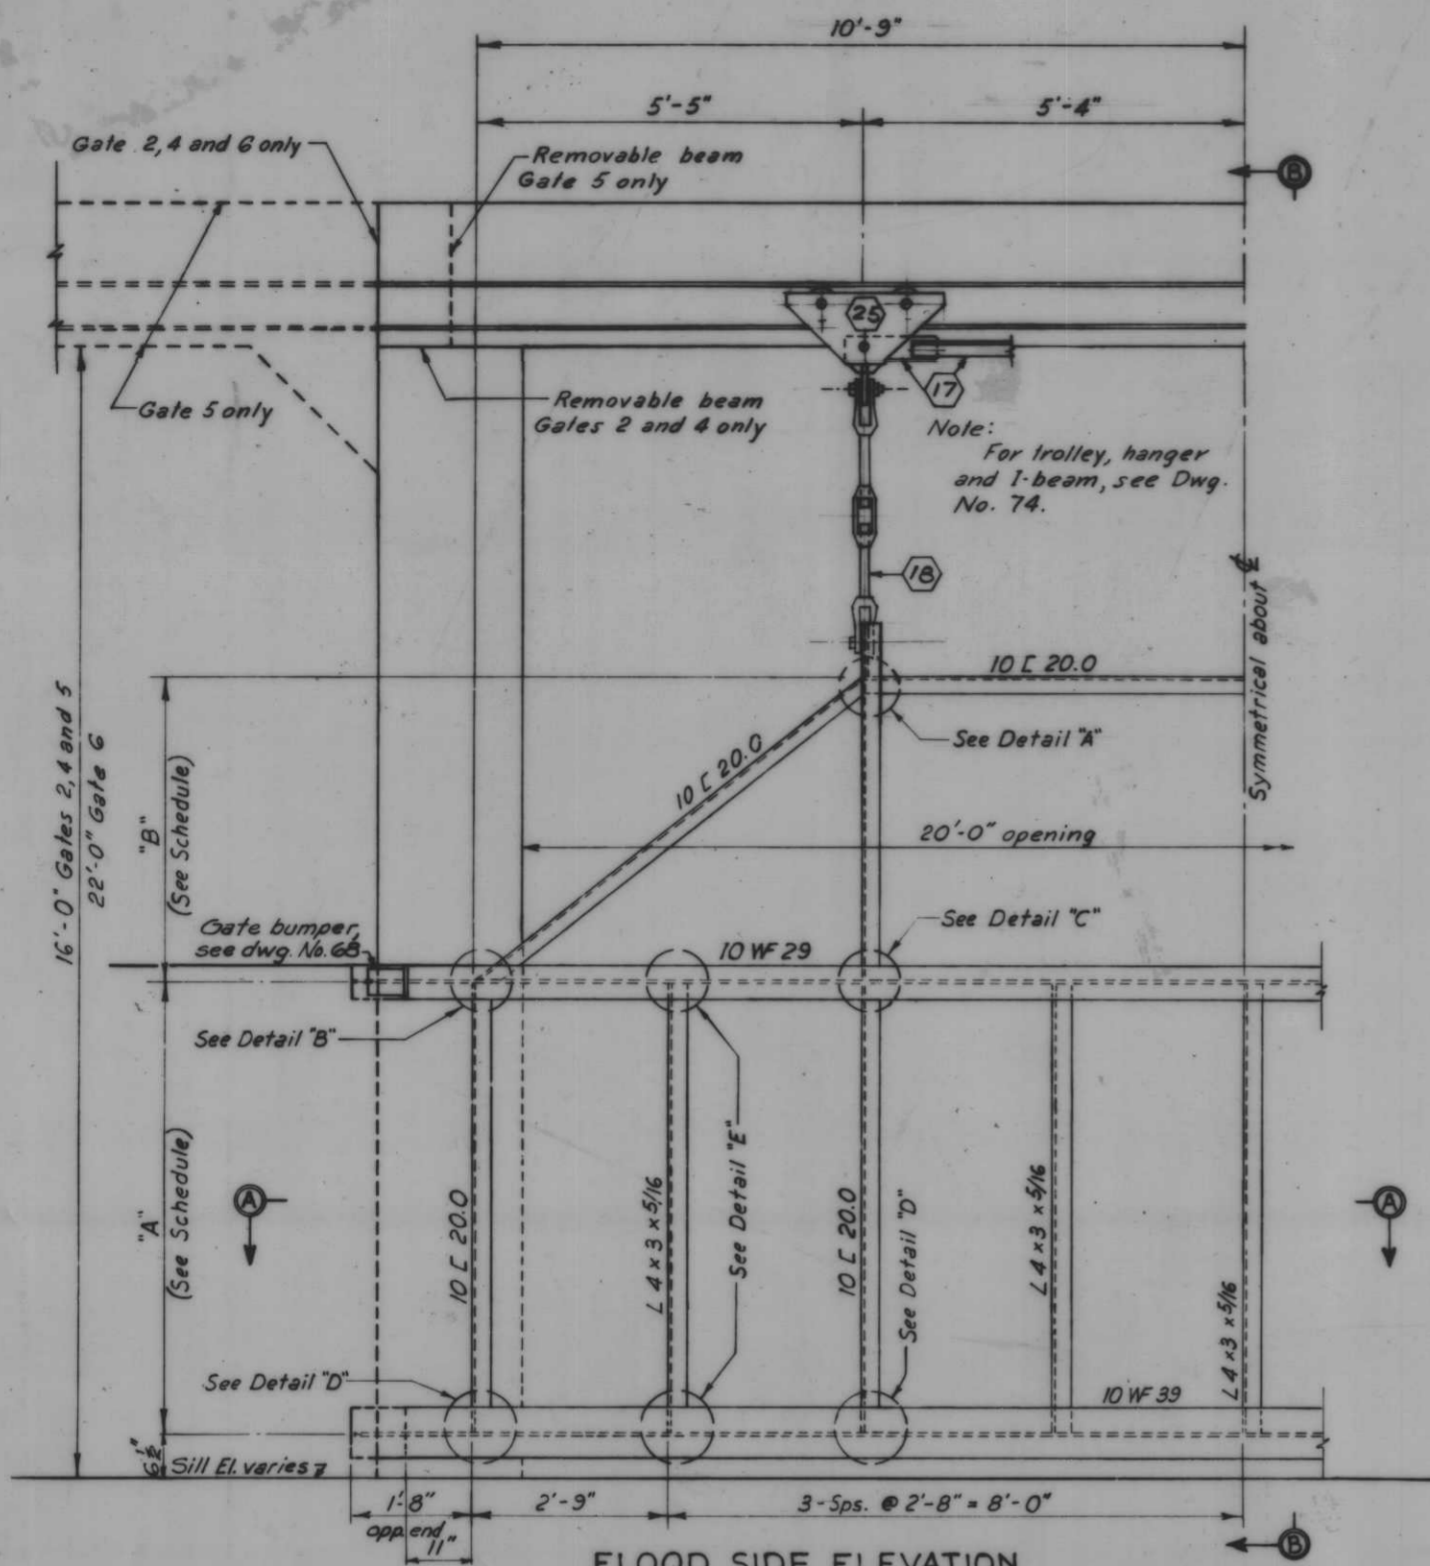 10'-9"
5'-5"
5'-4"
Gate 2,4 and 6 only
Removable beam
Gate 5 only
B
25
17
Gate 5 only
Removable beam
Gates 2 and 4 only
Note:
For trolley, hanger
and I-beam, see Dwg.
No. 74.
18
Symmetrical about ℄
10 [ 20.0
See Detail "A"
10 [ 20.0
16'-0" Gates 2,4 and 5
22'-0" Gate 6
"B"
(See Schedule)
20'-0" opening
See Detail "C"
Gate bumper,
see dwg. No. 68
10 WF 29
See Detail "B"
"A"
(See Schedule)
A
10 [ 20.0
L 4 x 3 x 5/16
See Detail "E"
10 [ 20.0
See Detail "D"
L 4 x 3 x 5/16
L 4 x 3 x 5/16
A
See Detail "D"
10 WF 39
6 1/2"
Sill El. varies
1'-8"
opp. end
11"
2'-9"
3-Sps. @ 2'-8" = 8'-0"
B
FLOOD SIDE ELEVATION